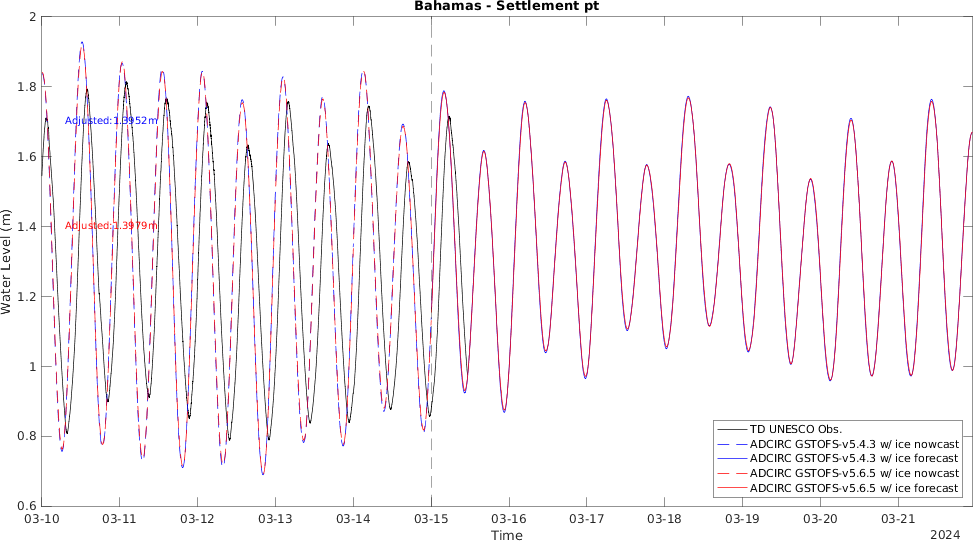 Bahamas - Settlement pt
2
1.8
1.6
1.4
1.2
1
0.8
0.6
Water Level (m)
Adjusted:1.3952m
Adjusted:1.3979m
TD UNESCO Obs.
ADCIRC GSTOFS-v5.4.3 w/ ice nowcast
ADCIRC GSTOFS-v5.4.3 w/ ice forecast
ADCIRC GSTOFS-v5.6.5 w/ ice nowcast
ADCIRC GSTOFS-v5.6.5 w/ ice forecast
03-10 03-11 03-12 03-13 03-14 03-15 03-16 03-17 03-18 03-19 03-20 03-21
Time
2024